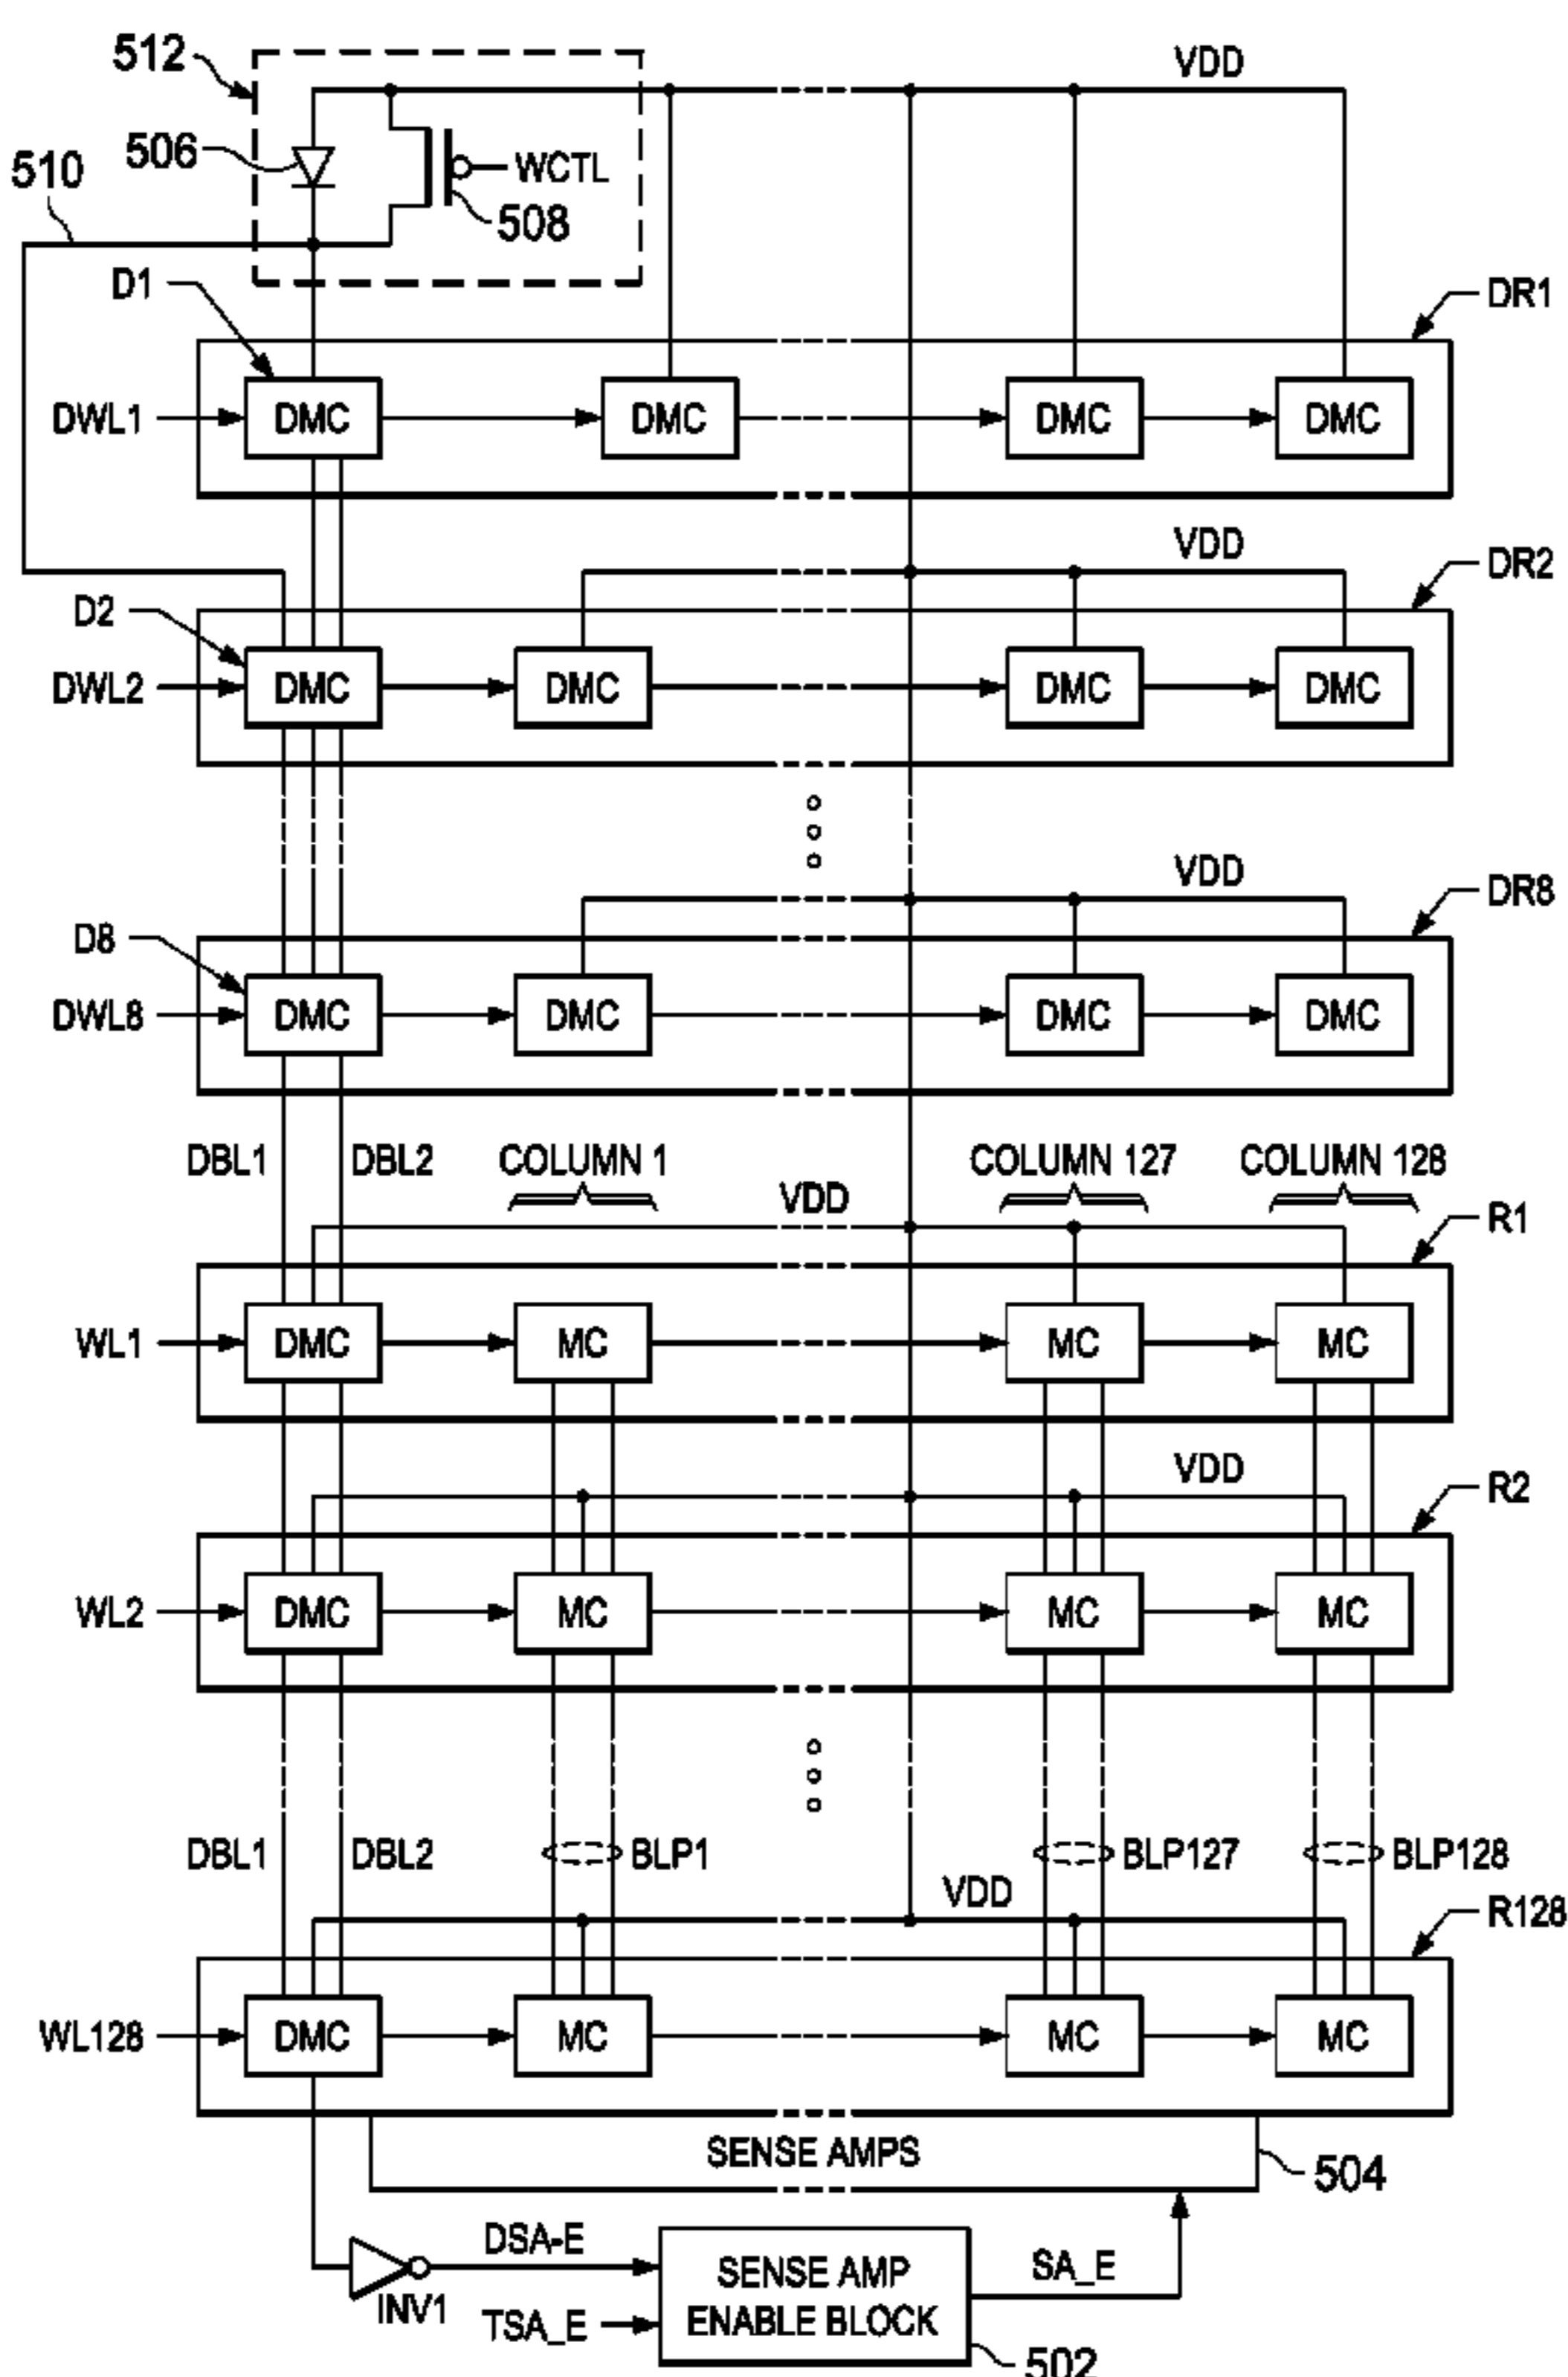 512
VDD
506
WCTL
510
508
D1
DR1
DWL1
DMC
DMC
DMC
DMC
VDD
DR2
D2
DWL2
DMC
DMC
DMC
DMC
VDD
DR8
D8
DWL8
DMC
DMC
DMC
DMC
DBL1
DBL2
COLUMN 1
COLUMN 127
COLUMN 128
VDD
R1
WL1
DMC
MC
MC
MC
VDD
R2
WL2
DMC
MC
MC
MC
DBL1
DBL2
BLP1
BLP127
BLP128
VDD
R128
WL128
DMC
MC
MC
MC
SENSE AMPS
504
DSA-E
INV1
TSA_E
SENSE AMP
ENABLE BLOCK
SA_E
502